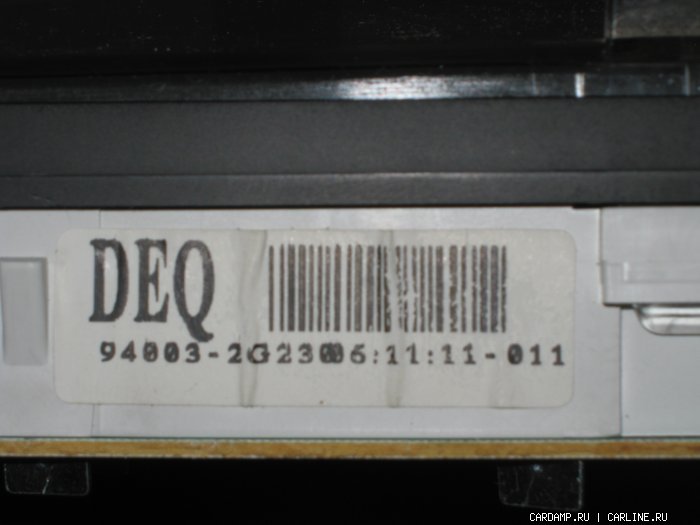 DEQ
94003-2G23006:11:11-011
CARDAMP.RU | CARLINE.RU